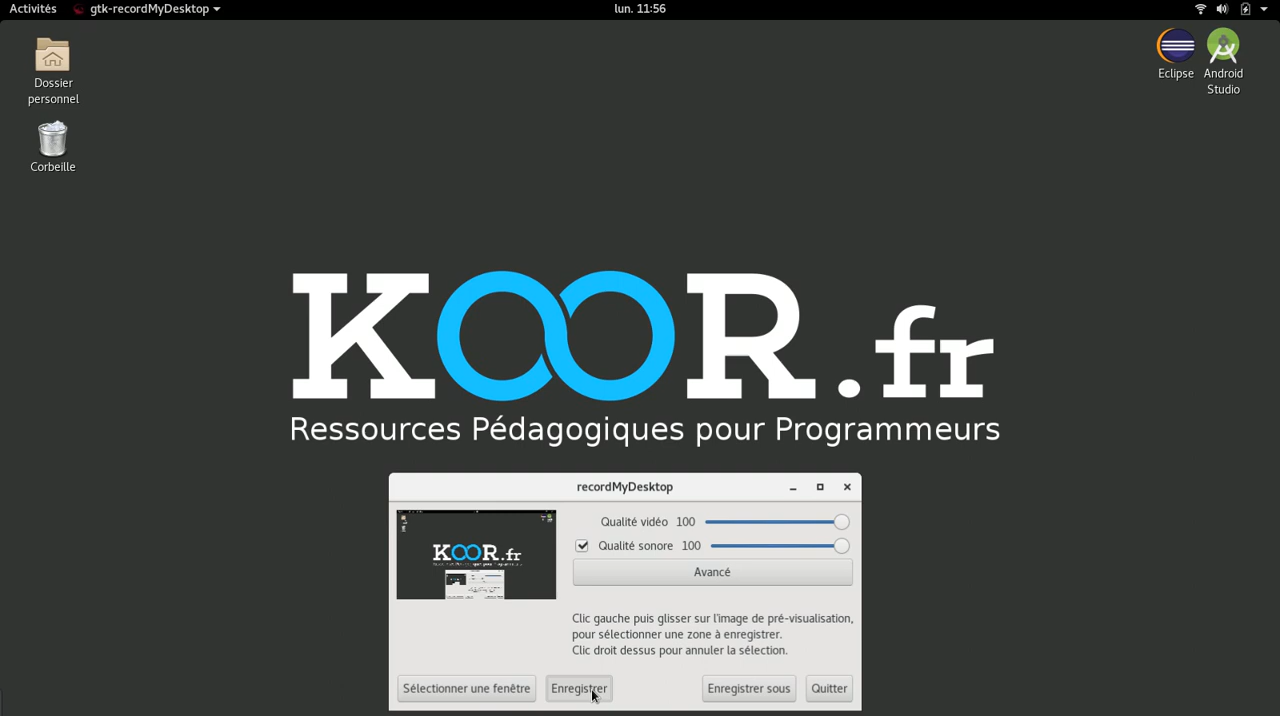 Activités
gtk-recordMyDesktop
lun. 11:56
Dossier
personnel
Corbeille
Eclipse
Android
Studio
KOOR.fr
Ressources Pédagogiques pour Programmeurs
recordMyDesktop
KOOR.fr
Qualité vidéo 100
Qualité sonore 100
Avancé
Clic gauche puis glisser sur l'image de pré-visualisation,
pour sélectionner une zone à enregistrer.
Clic droit dessus pour annuler la sélection.
Sélectionner une fenêtre
Enregistrer
Enregistrer sous
Quitter